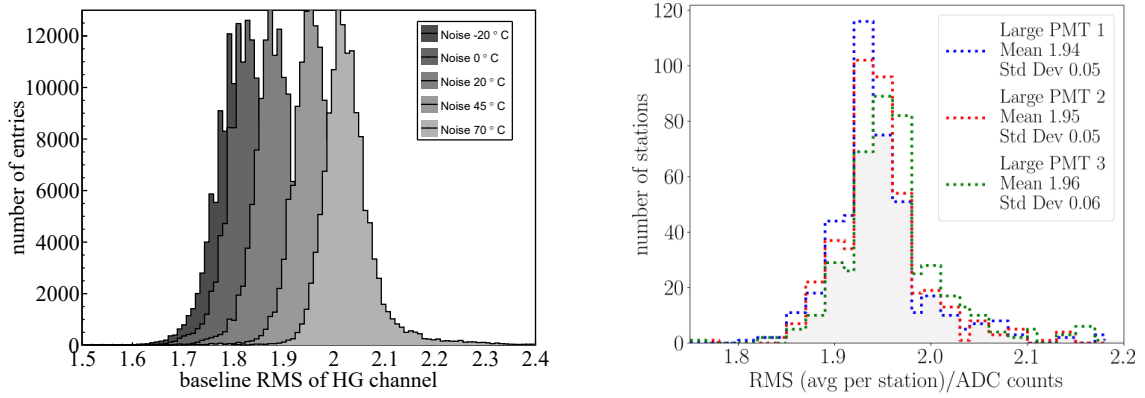 number of entries
12000
10000
8000
6000
4000
2000
0
1.5 1.6 1.7 1.8 1.9 2 2.1 2.2 2.3 2.4
baseline RMS of HG channel
Noise -20 ° C
Noise 0 ° C
Noise 20 ° C
Noise 45 ° C
Noise 70 ° C
number of stations
120
100
80
60
40
20
0
1.8 1.9 2.0 2.1 2.2
RMS (avg per station)/ADC counts
Large PMT 1
Mean 1.94
Std Dev 0.05
Large PMT 2
Mean 1.95
Std Dev 0.05
Large PMT 3
Mean 1.96
Std Dev 0.06